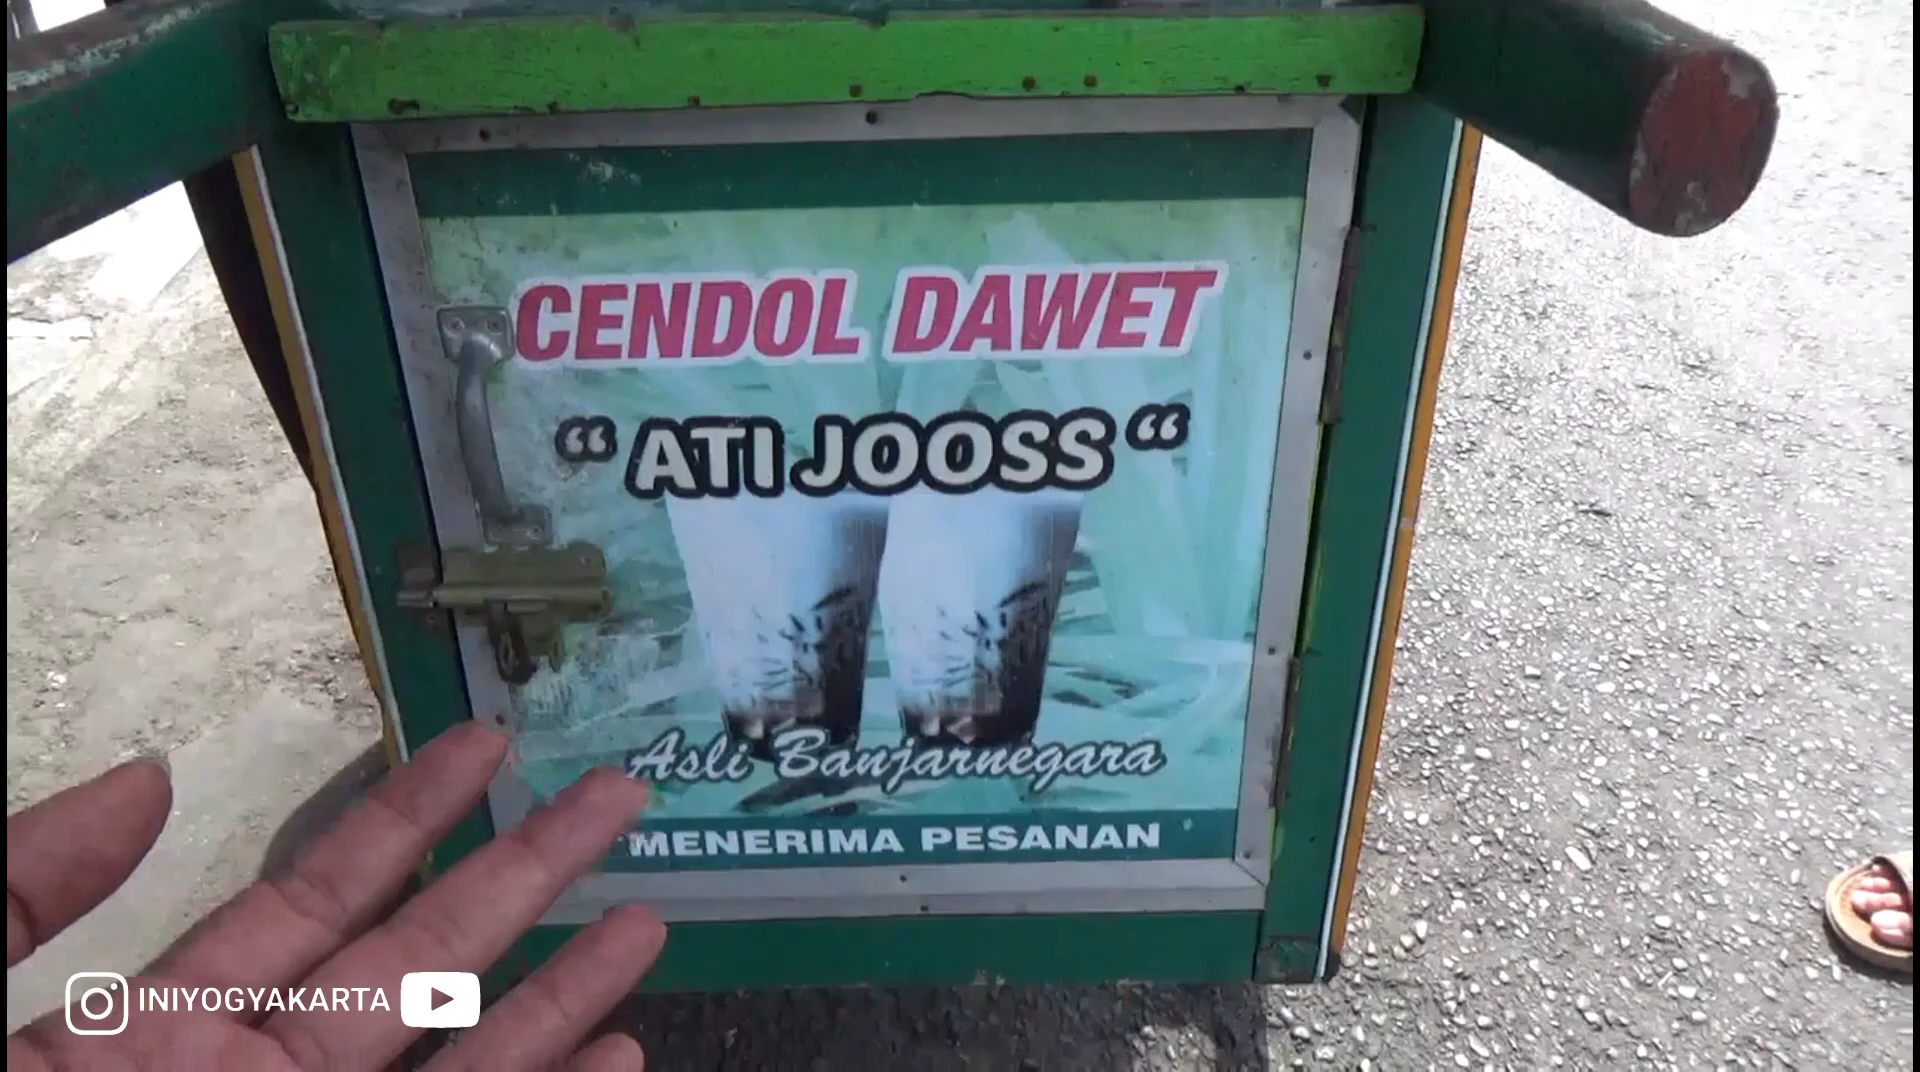 CENDOL DAWET
“ ATI JOOSS “
Asli Banjarnegara
*MENERIMA PESANAN
INIYOGYAKARTA